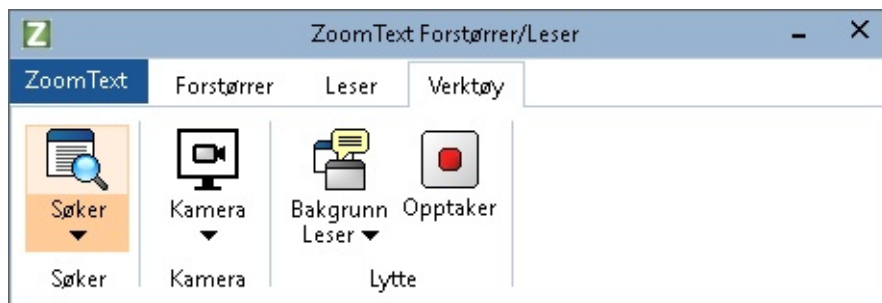 ZoomText Forstørrer/Leser
ZoomText Forstørrer Leser Verktøy
Søker Kamera Bakgrunn Opptaker
Leser
Søker Kamera Lytte